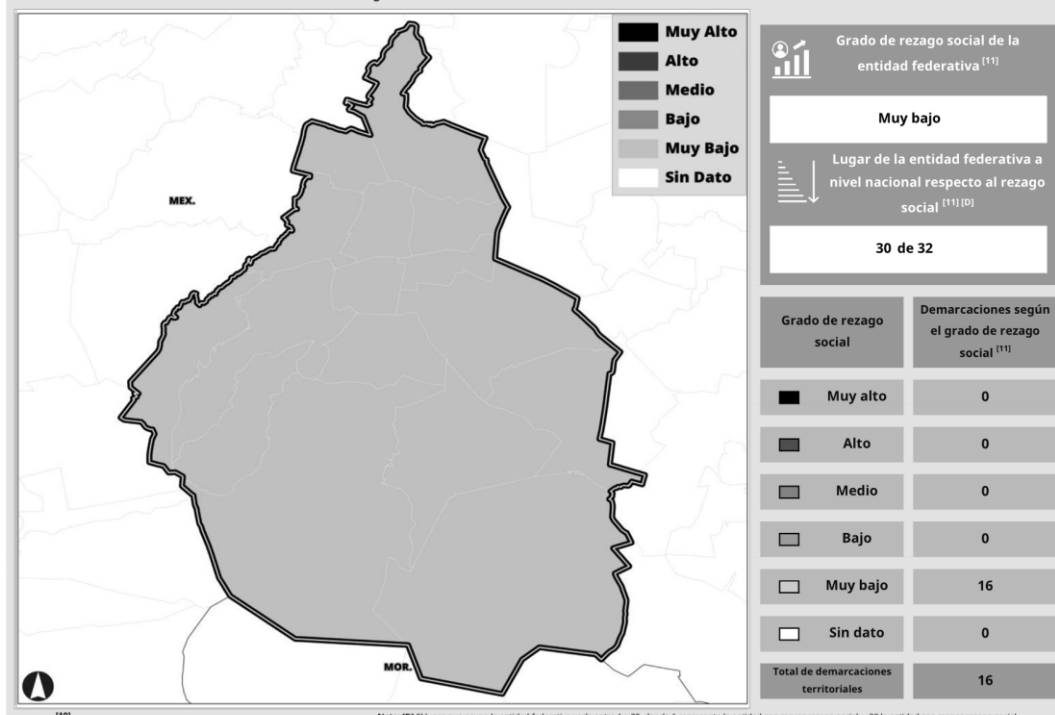 Muy Alto
Alto
Medio
Bajo
Muy Bajo
Sin Dato
MEX.
MOR.
Grado de rezago social de la
entidad federativa [11]
Muy bajo
Lugar de la entidad federativa a
nivel nacional respecto al rezago
social [11] [D]
30 de 32
Grado de rezago
social
Demarcaciones según
el grado de rezago
social [11]
Muy alto 0
Alto 0
Medio 0
Bajo 0
Muy bajo 16
Sin dato 0
Total de demarcaciones
territoriales
16